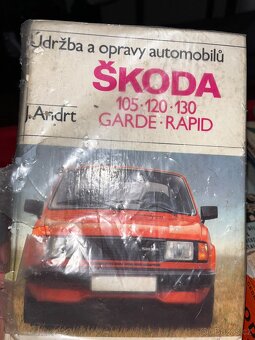 Údržba a opravy automobilů
ŠKODA
105·120·130
GARDE·RAPID
J. Andrt